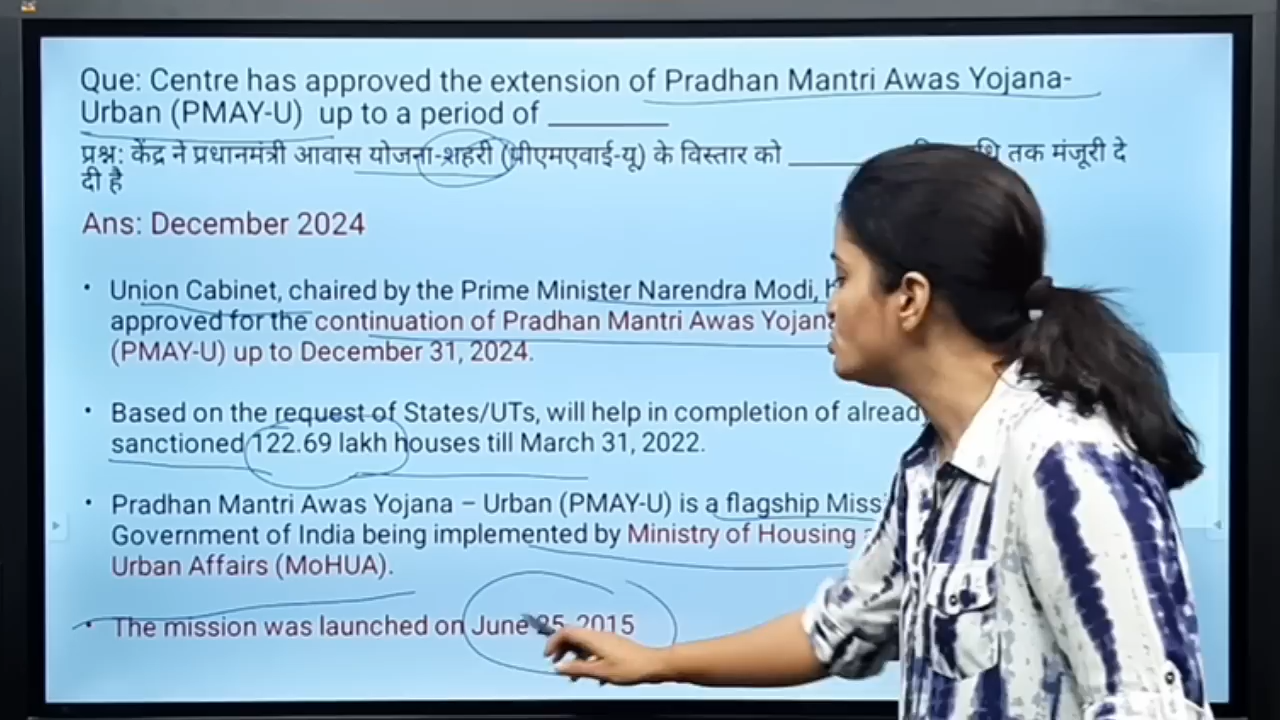 Que: Centre has approved the extension of Pradhan Mantri Awas Yojana-
Urban (PMAY-U) up to a period of ________
प्रश्न: केंद्र ने प्रधानमंत्री आवास योजना-शहरी (पीएमएवाई-यू) के विस्तार को ________ तक मंजूरी दे
दी है
Ans: December 2024
• Union Cabinet, chaired by the Prime Minister Narendra Modi,
approved for the continuation of Pradhan Mantri Awas
(PMAY-U) up to December 31, 2024.
• Based on the request of States/UTs, will help in completion of
sanctioned 122.69 lakh houses till March 31, 2022.
• Pradhan Mantri Awas Yojana – Urban (PMAY-U) is a flagship
Government of India being implemented by Ministry of Housing
Urban Affairs (MoHUA).
• The mission was launched on June 25, 2015